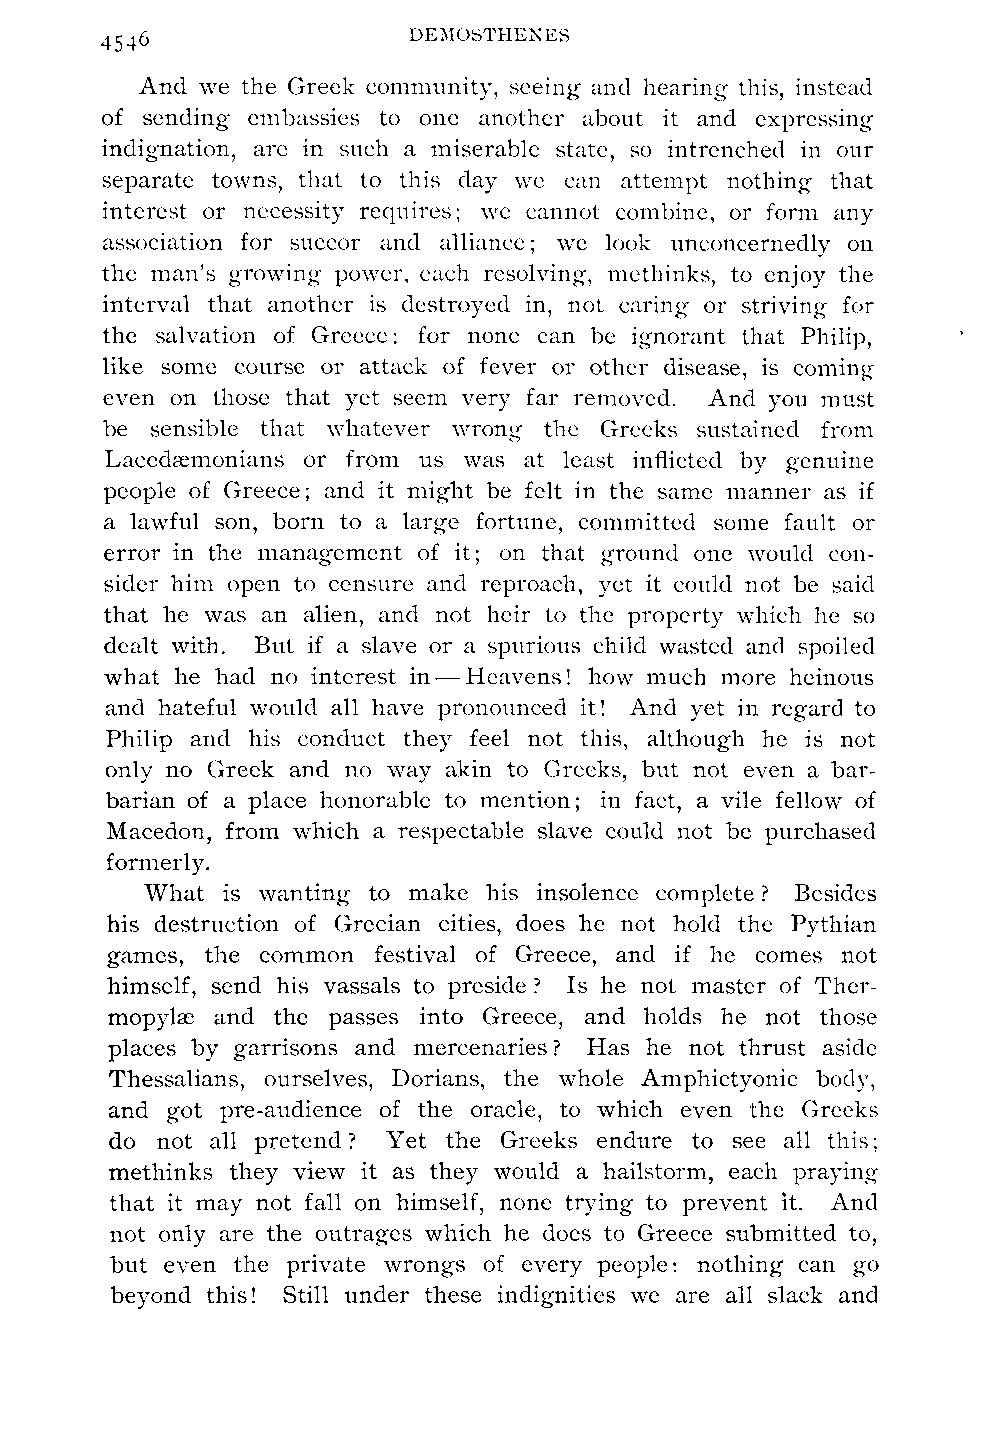 4546 DEMOSTHENES
And we the Greek community, seeing and hearing this, instead
of sending embassies to one another about it and expressing
indignation, are in such a miserable state, so intrenched in our
separate towns, that to this day we can attempt nothing that
interest or necessity requires; we cannot combine, or form any
association for succor and alliance; we look unconcernedly on
the man's growing power, each resolving, methinks, to enjoy the
interval that another is destroyed in, not caring or striving for
the salvation of Greece: for none can be ignorant that Philip,
like some course or attack of fever or other disease, is coming
even on those that yet seem very far removed. And you must
be sensible that whatever wrong the Greeks sustained from
Lacedæmonians or from us was at least inflicted by genuine
people of Greece; and it might be felt in the same manner as if
a lawful son, born to a large fortune, committed some fault or
error in the management of it; on that ground one would con-
sider him open to censure and reproach, yet it could not be said
that he was an alien, and not heir to the property which he so
dealt with. But if a slave or a spurious child wasted and spoiled
what he had no interest in—Heavens! how much more heinous
and hateful would all have pronounced it! And yet in regard to
Philip and his conduct they feel not this, although he is not
only no Greek and no way akin to Greeks, but not even a bar-
barian of a place honorable to mention; in fact, a vile fellow of
Macedon, from which a respectable slave could not be purchased
formerly.
What is wanting to make his insolence complete? Besides
his destruction of Grecian cities, does he not hold the Pythian
games, the common festival of Greece, and if he comes not
himself, send his vassals to preside? Is he not master of Ther-
mopylæ and the passes into Greece, and holds he not those
places by garrisons and mercenaries? Has he not thrust aside
Thessalians, ourselves, Dorians, the whole Amphictyonic body,
and got pre-audience of the oracle, to which even the Greeks
do not all pretend? Yet the Greeks endure to see all this;
methinks they view it as they would a hailstorm, each praying
that it may not fall on himself, none trying to prevent it. And
not only are the outrages which he does to Greece submitted to,
but even the private wrongs of every people: nothing can go
beyond this! Still under these indignities we are all slack and